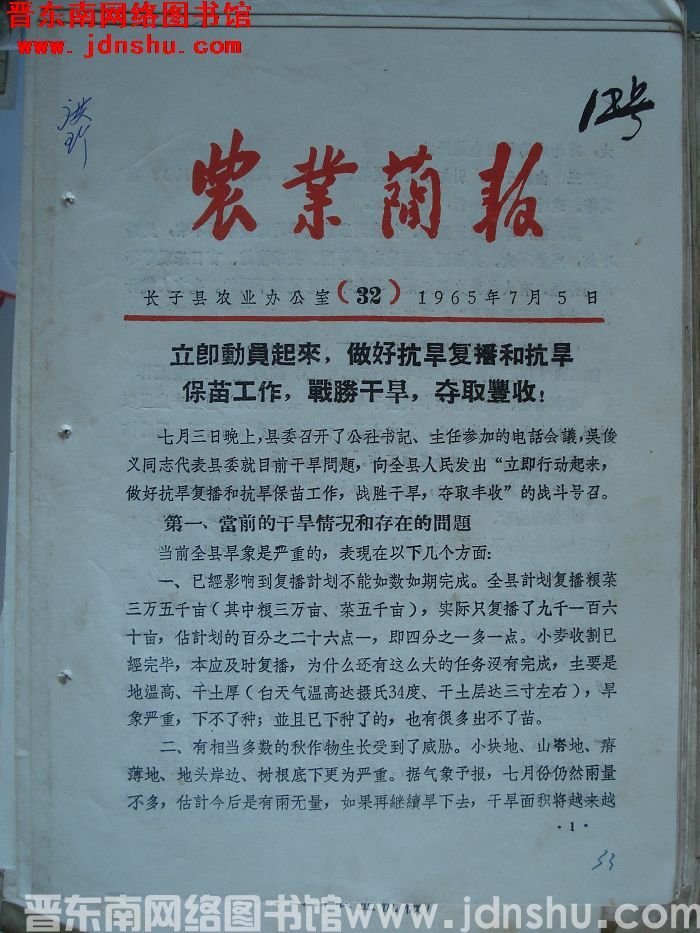 晋东南网络图书馆
www.jdnshu.com
农業簡報
长子县农业办公室(32)1965年7月5日
立卽動員起來，做好抗旱复播和抗旱
保苗工作，戰勝干旱，夺取豐收！
七月三日晚上，县委召开了公社书記、主任参加的电話会議，吳俊
义同志代表县委就目前干旱問題，向全县人民发出“立即行动起来，
做好抗旱复播和抗旱保苗工作，战胜干旱，夺取丰收”的战斗号召。
第一、當前的干旱情况和存在的問題
当前全县旱象是严重的，表现在以下几个方面：
一、已經影响到复播計划不能如数如期完成。全县計划复播根菜
三万五千亩（其中根三万亩、菜五千亩），实际只复播了九千一百六
十亩，佔計划的百分之二十六点一，即四分之一多一点。小麦收割已
經完毕，本应及时复播，为什么还有这么大的任务沒有完成，主要是
地温高、干土厚（白天气温高达摄氏34度、干土层达三寸左右），旱
象严重，下不了种；並且已下种了的，也有很多出不了苗。
二、有相当多数的秋作物生长受到了威胁。小块地、山岺地、瘠
薄地、地头岸边、树根底下更为严重。据气象予报，七月份仍然雨量
不多，估計今后是有雨无量，如果再継續旱下去，干旱面积将越来越
·1·
33
晋东南网络图书馆 www.jdnshu.com